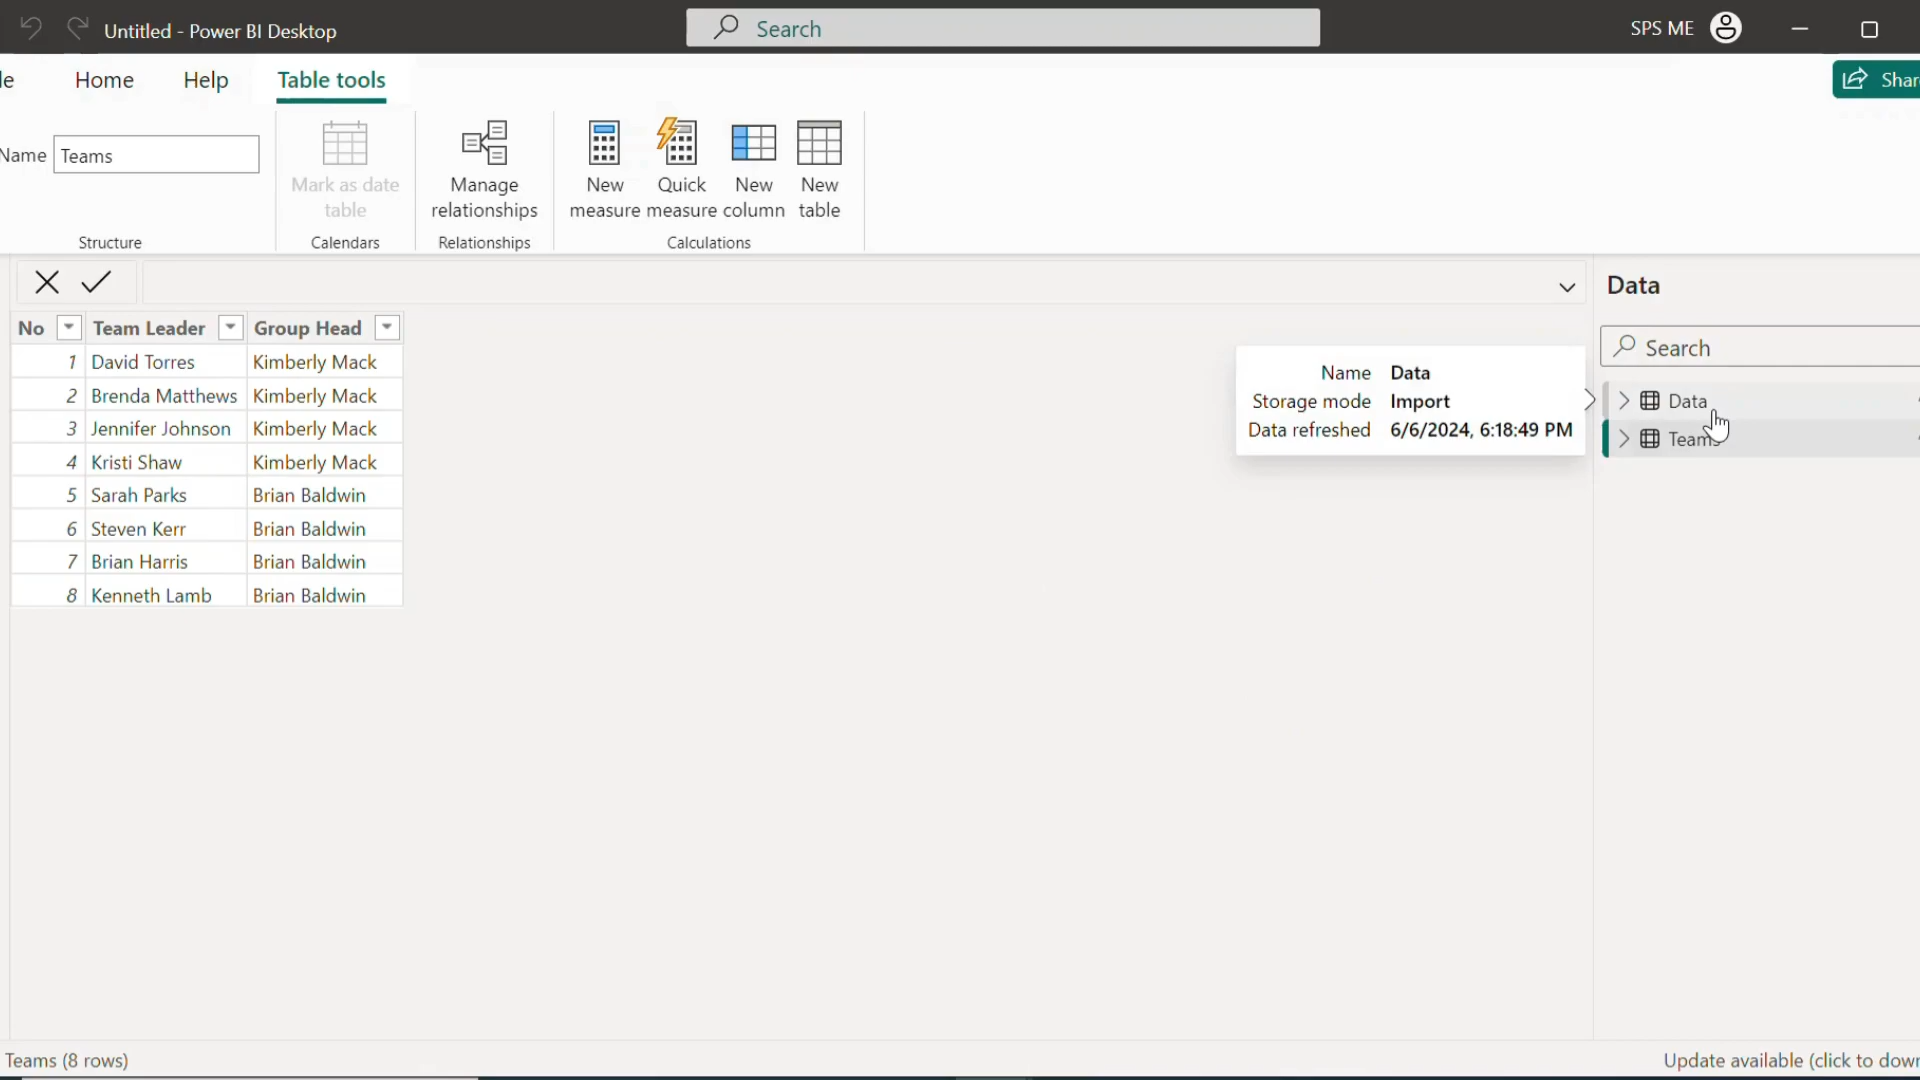 Untitled - Power BI Desktop
Search
SPS ME
le
Home
Help
Table tools
Shar
Name
Teams
Mark as date
table
Manage
relationships
New
measure
Quick
measure
New
column
New
table
Structure
Calendars
Relationships
Calculations
Data
No Team Leader Group Head
1 David Torres Kimberly Mack
2 Brenda Matthews Kimberly Mack
3 Jennifer Johnson Kimberly Mack
4 Kristi Shaw Kimberly Mack
5 Sarah Parks Brian Baldwin
6 Steven Kerr Brian Baldwin
7 Brian Harris Brian Baldwin
8 Kenneth Lamb Brian Baldwin
Name Data
Storage mode Import
Data refreshed 6/6/2024, 6:18:49 PM
Search
Data
Teams
Teams (8 rows)
Update available (click to down